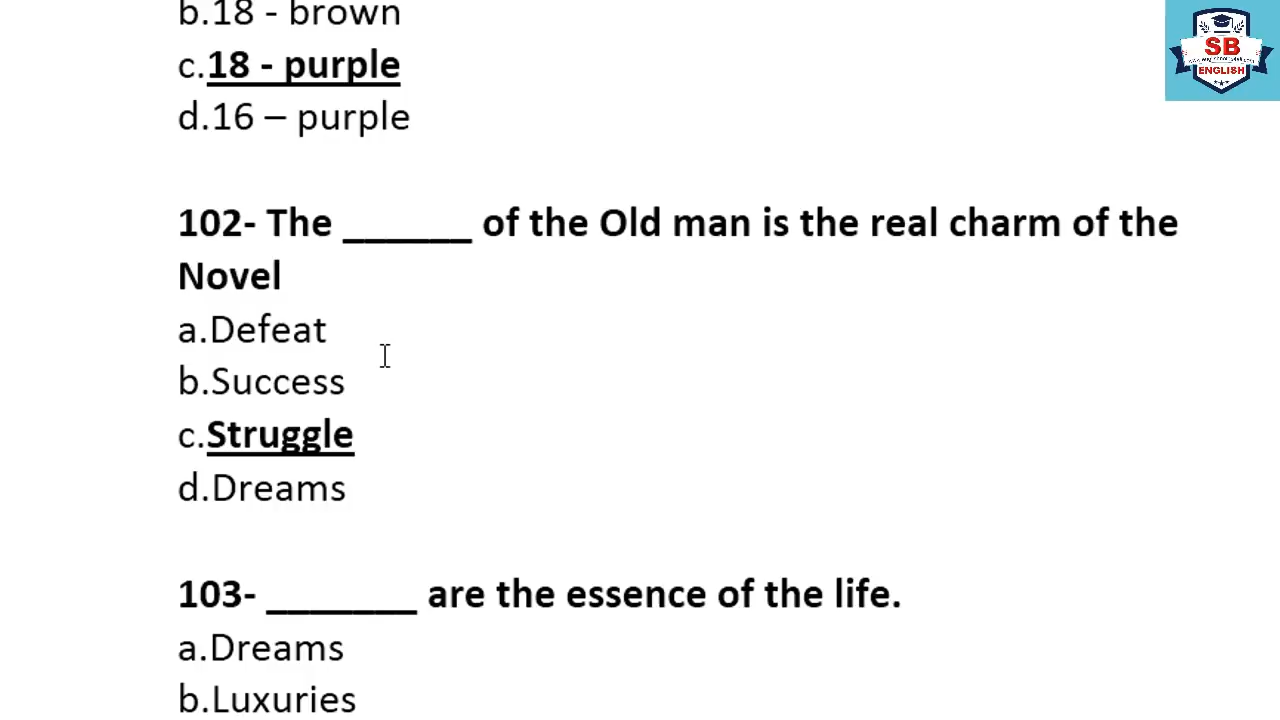 b.18 - brown
c.18 - purple
d.16 – purple
102- The ______ of the Old man is the real charm of the
Novel
a.Defeat
b.Success
c.Struggle
d.Dreams
103- _______ are the essence of the life.
a.Dreams
b.Luxuries
SB
ENGLISH